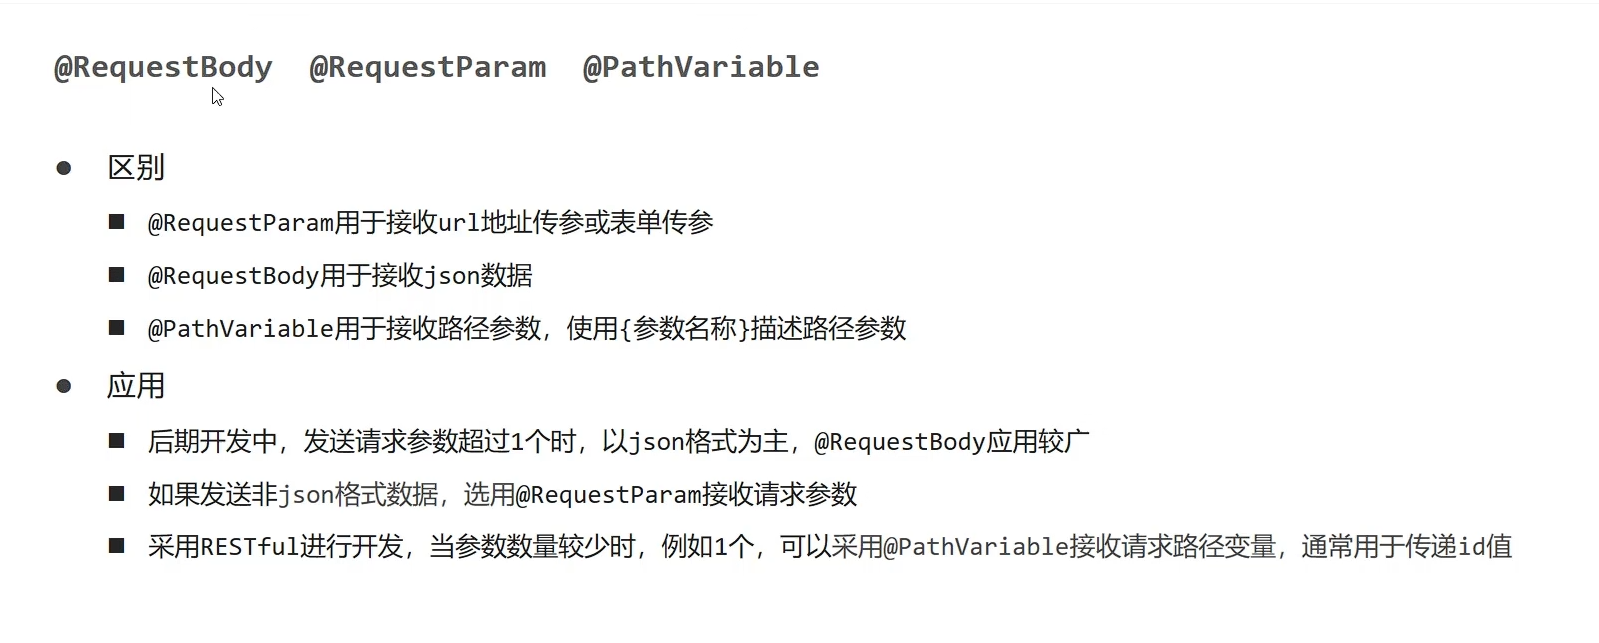 @RequestBody @RequestParam @PathVariable
区别
@RequestParam用于接收url地址传参或表单传参
@RequestBody用于接收json数据
@PathVariable用于接收路径参数，使用{参数名称}描述路径参数
应用
后期开发中，发送请求参数超过1个时，以json格式为主，@RequestBody应用较广
如果发送非json格式数据，选用@RequestParam接收请求参数
采用RESTful进行开发，当参数数量较少时，例如1个，可以采用@PathVariable接收请求路径变量，通常用于传递id值